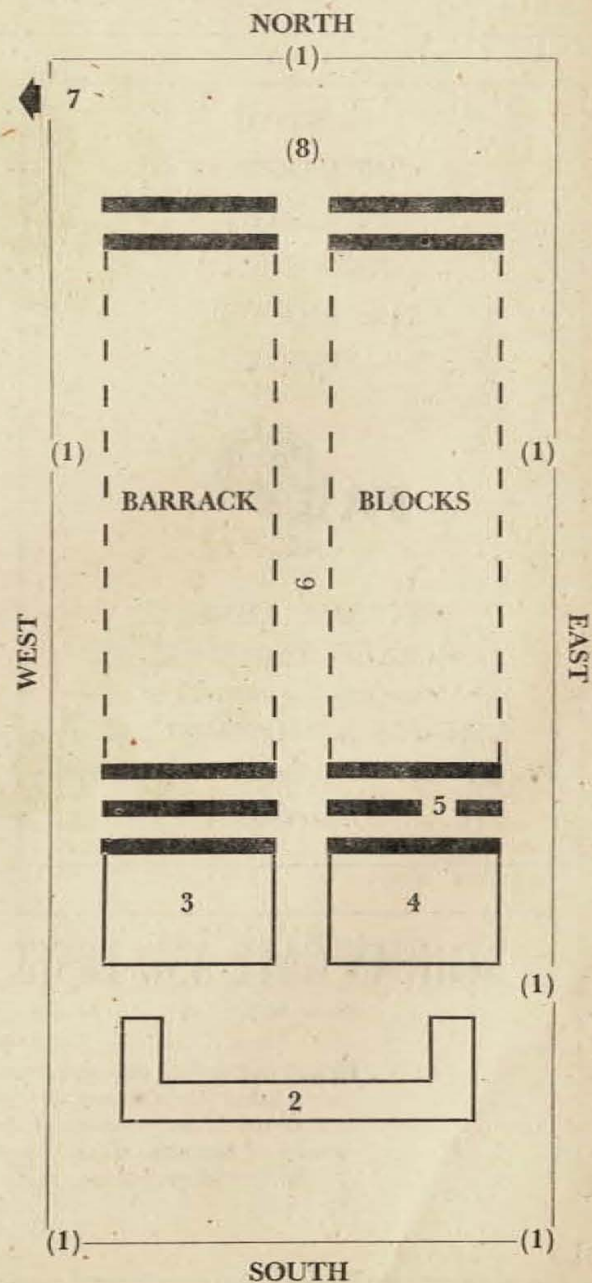 NORTH
(1)
7
(8)
(1)
(1)
BARRACK BLOCKS
6
WEST
EAST
5
3
4
(1)
2
(1)
(1)
SOUTH